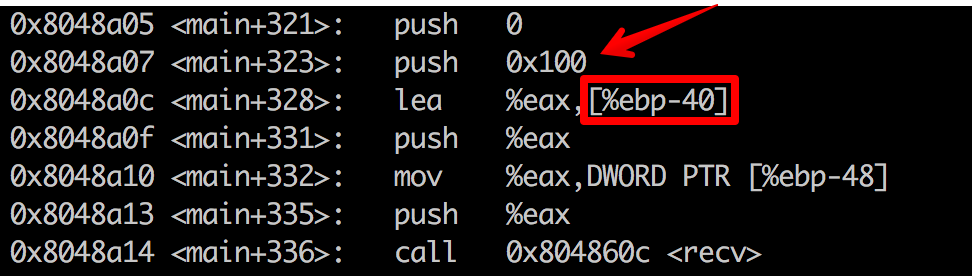 0x8048a05 <main+321>: push 0
0x8048a07 <main+323>: push 0x100
0x8048a0c <main+328>: lea %eax,[%ebp-40]
0x8048a0f <main+331>: push %eax
0x8048a10 <main+332>: mov %eax,DWORD PTR [%ebp-48]
0x8048a13 <main+335>: push %eax
0x8048a14 <main+336>: call 0x804860c <recv>